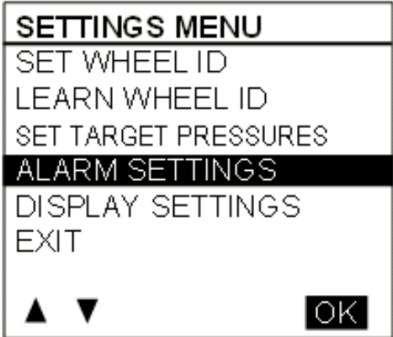 SETTINGS MENU
SET WHEEL ID
LEARN WHEEL ID
SET TARGET PRESSURES
ALARM SETTINGS
DISPLAY SETTINGS
EXIT
▲ ▼ OK